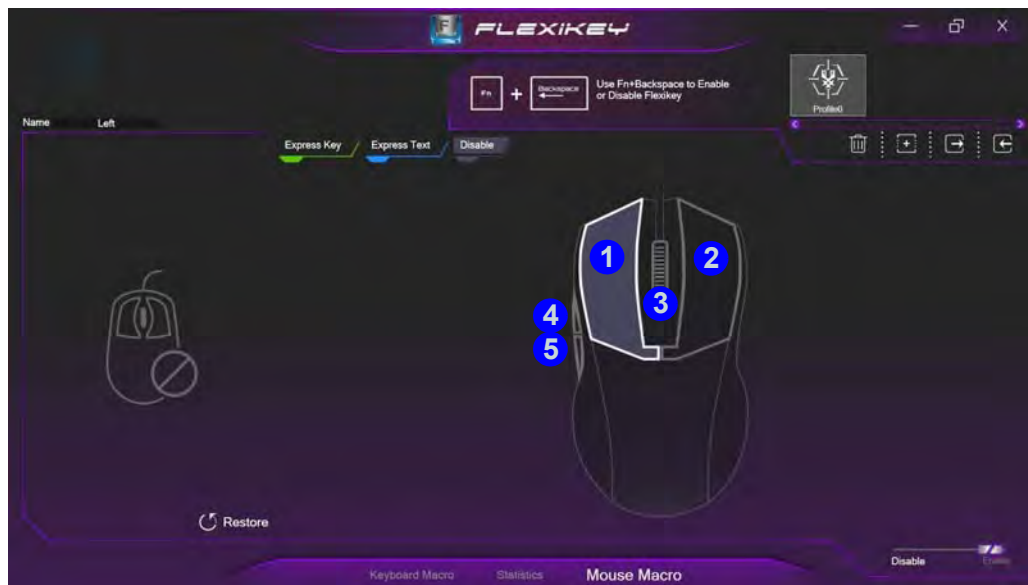 FLEXIKEY
Fn + Backspace Use Fn+Backspace to Enable
or Disable Flexikey
Profile0
Name Left
Express Key Express Text Disable
1
2
3
4
5
Restore
Disable Enable
Keyboard Macro Statistics Mouse Macro